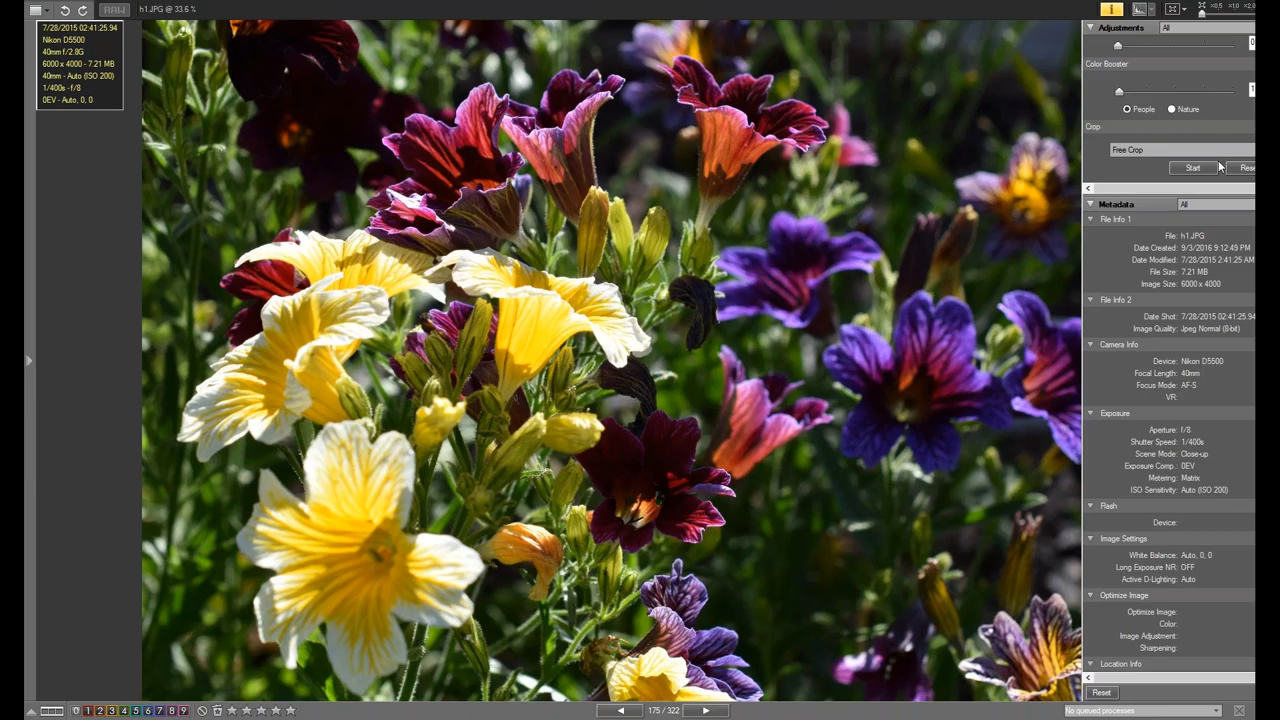 RAW
h1.JPG @ 33.6 %
i
x0.5 x1.0 x2.0
7/28/2015 02:41:25.94
Nikon D5500
40mm f/2.8G
6000 x 4000 - 7.21 MB
40mm - Auto (ISO 200)
1/400s - f/8
0EV - Auto, 0, 0
Adjustments All
Color Booster
People Nature
Crop
Free Crop
Start
Metadata All
File Info 1
File: h1.JPG
Date Created: 9/3/2016 9:12:49 PM
Date Modified: 7/28/2015 2:41:25 AM
File Size: 7.21 MB
Image Size: 6000 x 4000
File Info 2
Date Shot: 7/28/2015 02:41:25.94
Image Quality: Jpeg Normal (8-bit)
Camera Info
Device: Nikon D5500
Focal Length: 40mm
Focus Mode: AF-S
VR:
Exposure
Aperture: f/8
Shutter Speed: 1/400s
Scene Mode: Close-up
Exposure Comp.: 0EV
Metering: Matrix
ISO Sensitivity: Auto (ISO 200)
Flash
Device:
Image Settings
White Balance: Auto, 0, 0
Long Exposure NR: OFF
Active D-Lighting: Auto
Optimize Image
Optimize Image:
Color:
Image Adjustment:
Sharpening:
Location Info
Reset
0 1 2 3 4 5 6 7 8 9
175 / 322
No queued processes